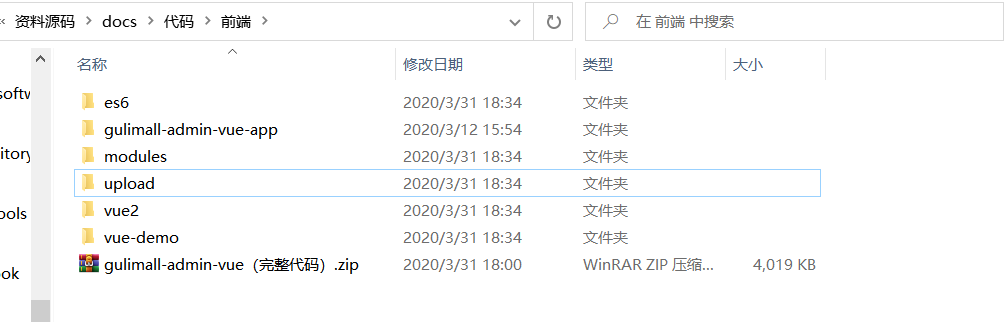 « 资料源码 > docs > 代码 > 前端 >
在 前端 中搜索
名称 修改日期 类型 大小
softw
itory
ools
ook
es6 2020/3/31 18:34 文件夹
gulimall-admin-vue-app 2020/3/12 15:54 文件夹
modules 2020/3/31 18:34 文件夹
upload 2020/3/31 18:34 文件夹
vue2 2020/3/31 18:34 文件夹
vue-demo 2020/3/31 18:34 文件夹
gulimall-admin-vue（完整代码）.zip 2020/3/31 18:00 WinRAR ZIP 压缩... 4,019 KB